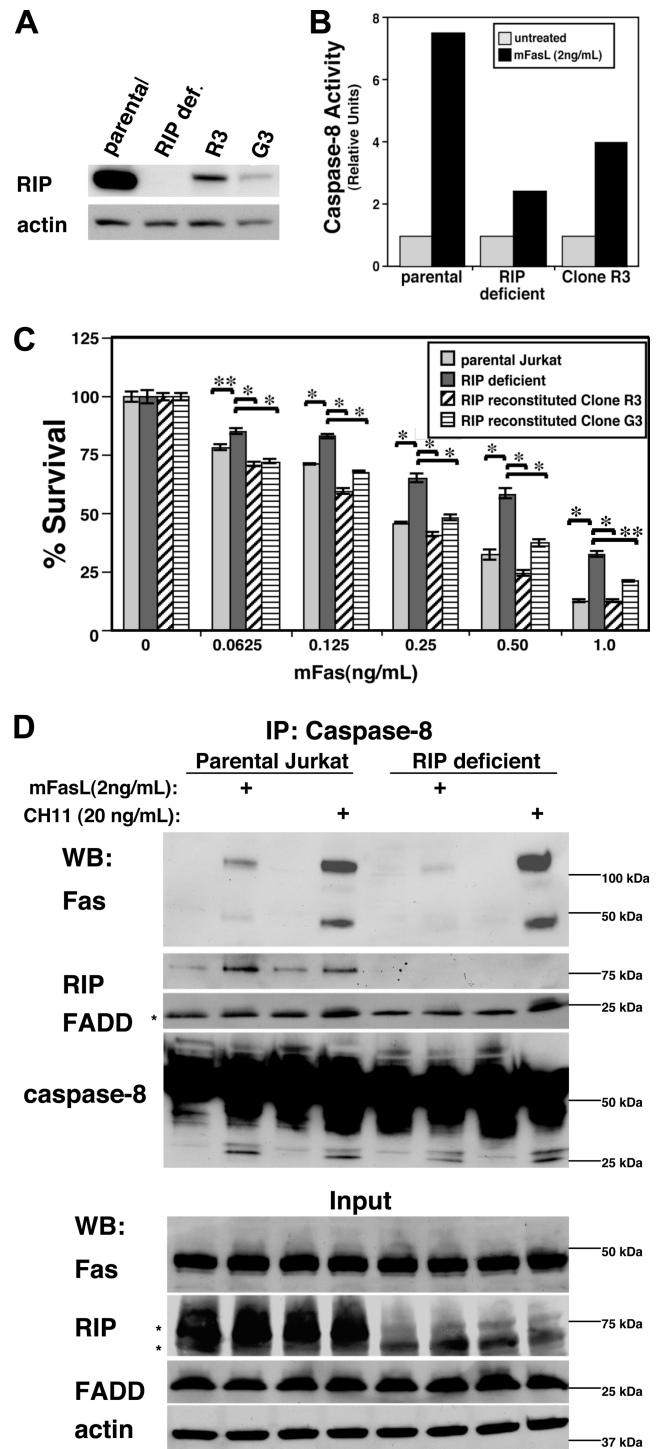 A
parental
RIP def.
R3
G3
RIP
actin
B
Caspase-8 Activity
(Relative Units)
8
6
4
2
0
untreated
mFasL (2ng/mL)
parental
RIP
deficient
Clone R3
C
% Survival
125
100
75
50
25
0
parental Jurkat
RIP deficient
RIP reconstituted Clone R3
RIP reconstituted Clone G3
** * *
* * *
* * *
* * *
* * **
0 0.0625 0.125 0.25 0.50 1.0
mFas(ng/mL)
D
IP: Caspase-8
Parental Jurkat RIP deficient
mFasL(2ng/mL): + +
CH11 (20 ng/mL): + +
WB:
Fas
100 kDa
50 kDa
RIP
75 kDa
FADD *
25 kDa
caspase-8
50 kDa
25 kDa
Input
WB:
Fas
50 kDa
RIP *
*
75 kDa
FADD
25 kDa
actin
37 kDa